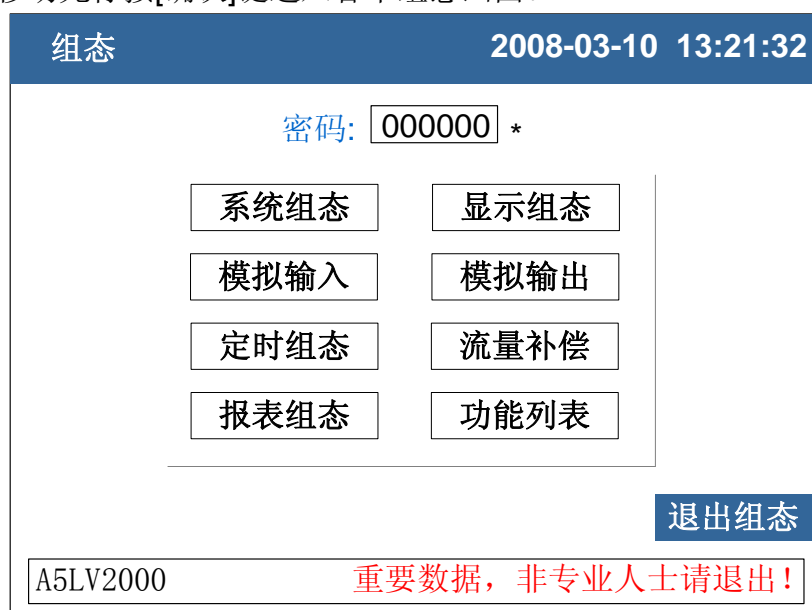 组态 2008-03-10 13:21:32
密码: 000000 *
系统组态 显示组态
模拟输入 模拟输出
定时组态 流量补偿
报表组态 功能列表
退出组态
A5LV2000 重要数据，非专业人士请退出！